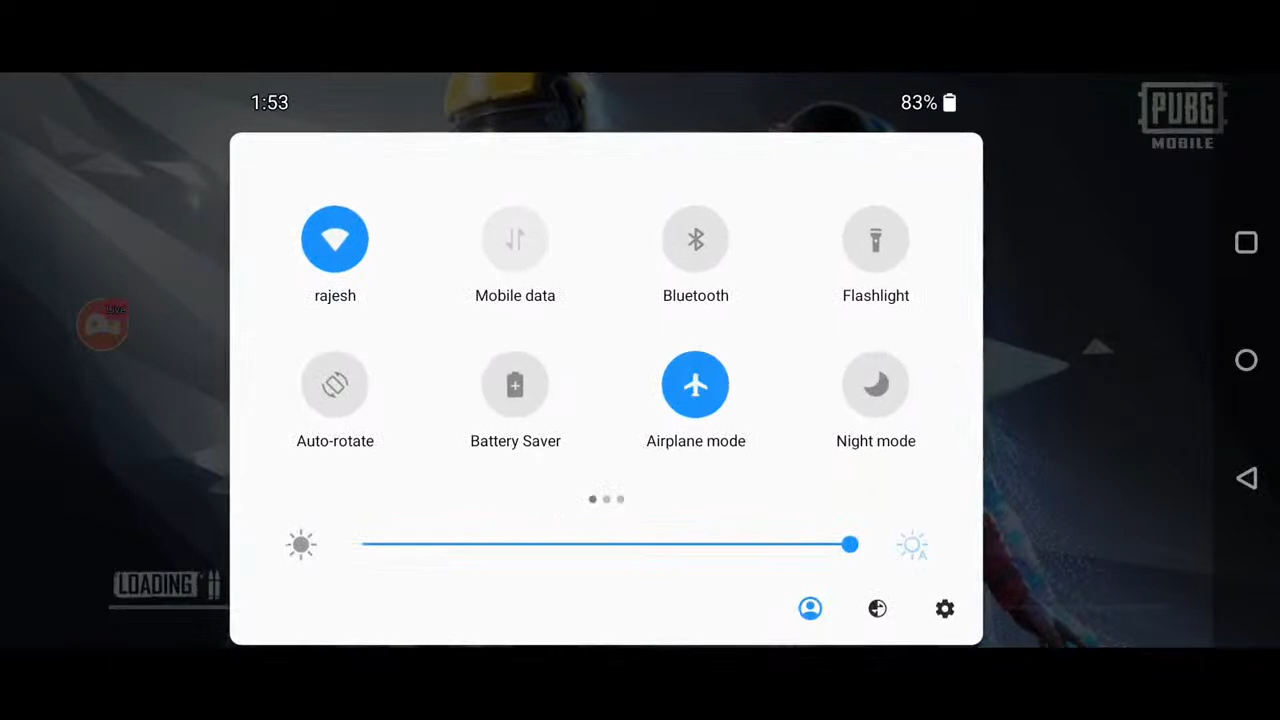 1:53
83%
PUBG
MOBILE
rajesh
Mobile data
Bluetooth
Flashlight
Live
Auto-rotate
Battery Saver
Airplane mode
Night mode
A
LOADING